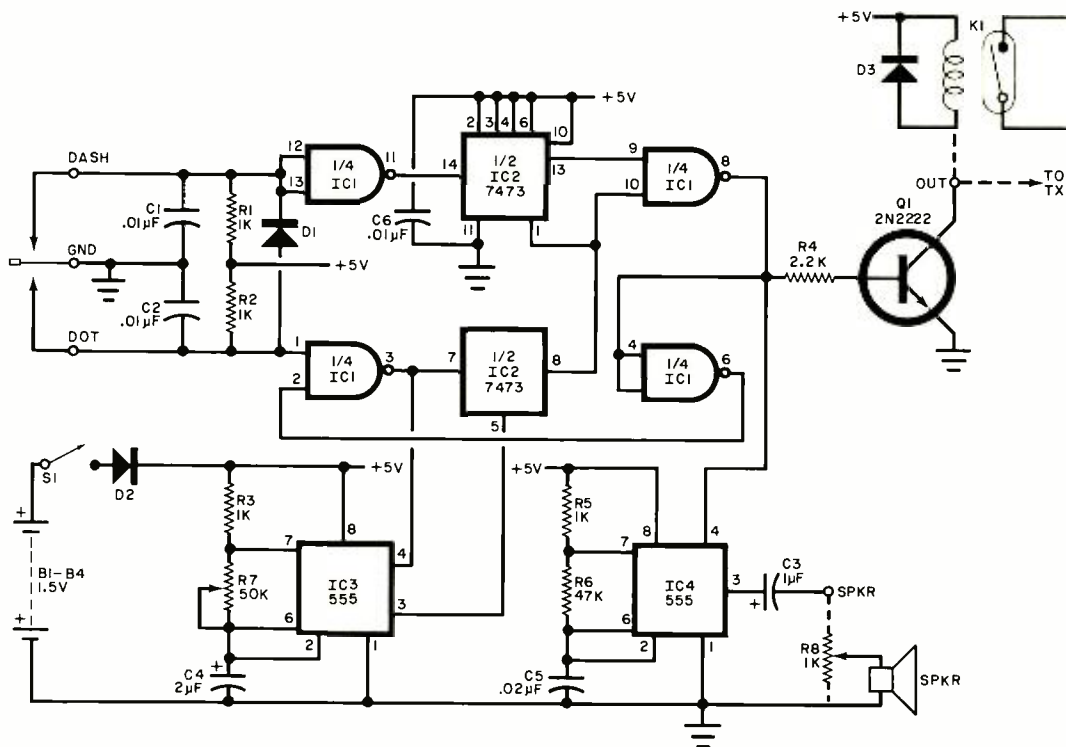 +5V
K1
D3
+5V
2 3 4 6
10
DASH
12
13
1/4
IC1
11
14
1/2
IC2
7473
13
9
10
1/4
IC1
8
OUT
TO
TX
C1
.01µF
R1
1K
D1
C6
.01µF
11
1
Q1
2N2222
GND
+5V
R4
2.2K
C2
.01µF
R2
1K
DOT
1
2
1/4
IC1
3
7
1/2
IC2
7473
8
5
4
1/4
IC1
6
S1
D2
+5V
+5V
R3
1K
8
R5
1K
8
4
+
B1-B4
1.5V
+
7
4
7
R7
50K
IC3
555
3
R6
47K
IC4
555
3
C3
1µF
+
SPKR
6
2
1
6
2
1
R8
1K
+
C4
2µF
C5
.02µF
SPKR